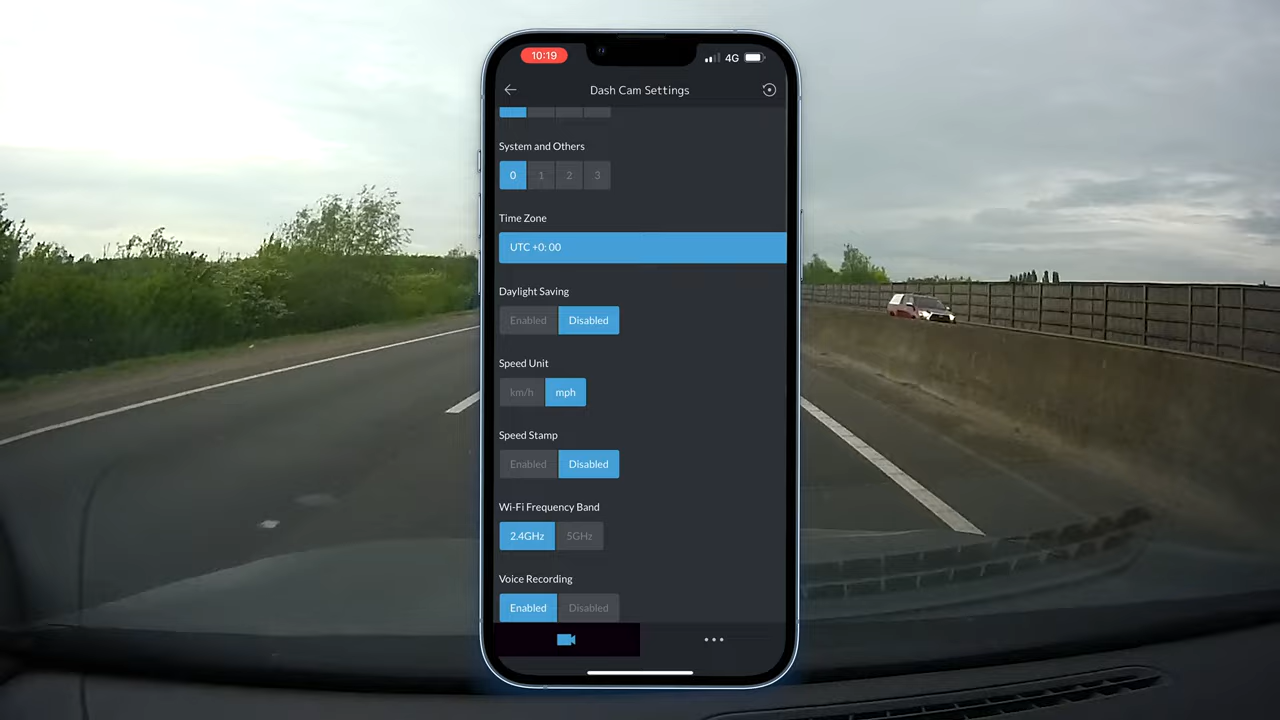 10:19
4G
Dash Cam Settings
System and Others
0 1 2 3
Time Zone
UTC +0: 00
Daylight Saving
Enabled Disabled
Speed Unit
km/h mph
Speed Stamp
Enabled Disabled
Wi-Fi Frequency Band
2.4GHz 5GHz
Voice Recording
Enabled Disabled